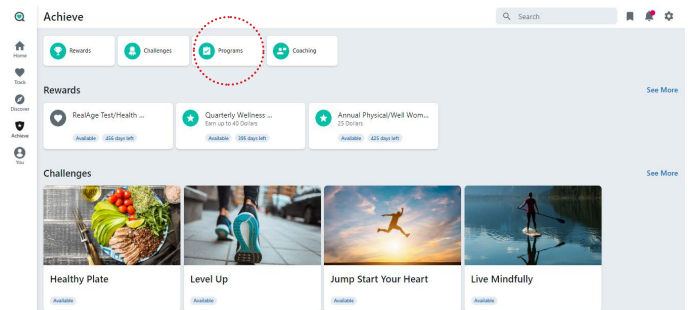 Achieve
Search
Home
Track
Discover
Achieve
You
Rewards
Challenges
Programs
Coaching
Rewards
See More
RealAge Test/Health ...
Available 456 days left
Quarterly Wellness ...
Earn up to 40 Dollars
Available 395 days left
Annual Physical/Well Wom...
25 Dollars
Available 425 days left
Challenges
See More
Healthy Plate
Available
Level Up
Available
Jump Start Your Heart
Available
Live Mindfully
Available